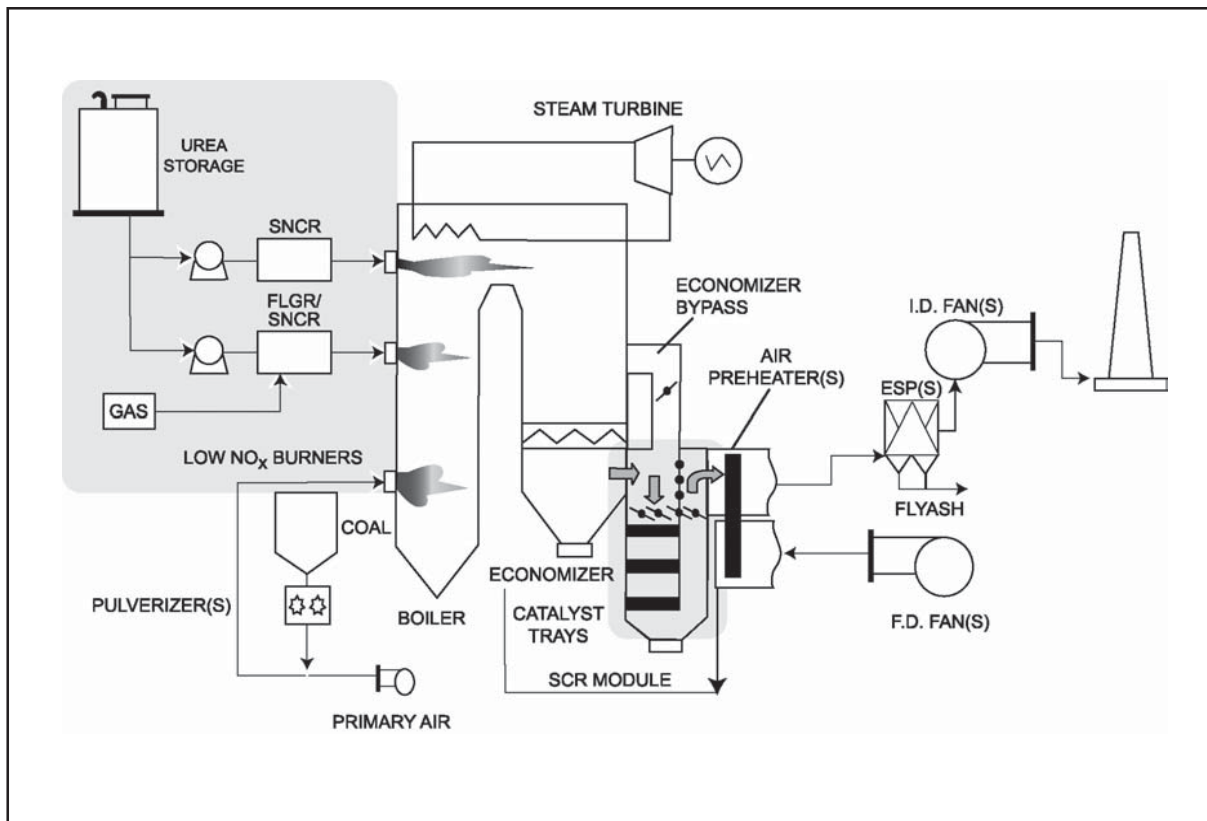 STEAM TURBINE
UREA
STORAGE
SNCR
FLGR/
SNCR
ECONOMIZER
BYPASS
I.D. FAN(S)
AIR
PREHEATER(S)
ESP(S)
GAS
LOW NOx BURNERS
FLYASH
COAL
ECONOMIZER
PULVERIZER(S)
BOILER
CATALYST
TRAYS
F.D. FAN(S)
SCR MODULE
PRIMARY AIR